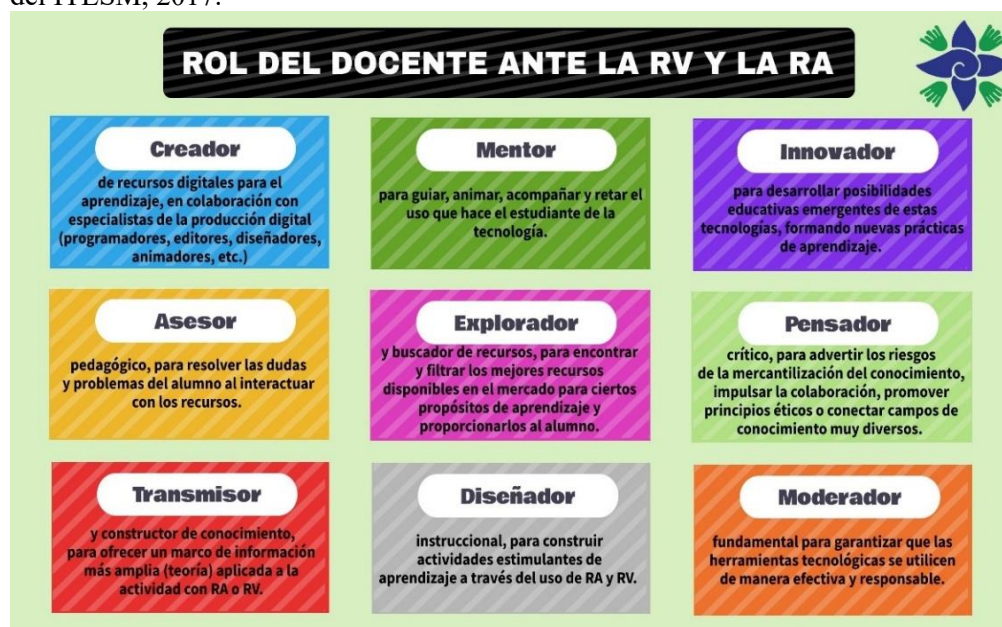 del ITESM, 2017.
ROL DEL DOCENTE ANTE LA RV Y LA RA
Creador
de recursos digitales para el
aprendizaje, en colaboración con
especialistas de la producción digital
(programadores, editores, diseñadores,
animadores, etc.)
Mentor
para guiar, animar, acompañar y retar el
uso que hace el estudiante de la
tecnología.
Innovador
para desarrollar posibilidades
educativas emergentes de estas
tecnologías, formando nuevas prácticas
de aprendizaje.
Asesor
pedagógico, para resolver las dudas
y problemas del alumno al interactuar
con los recursos.
Explorador
y buscador de recursos, para encontrar
y filtrar los mejores recursos
disponibles en el mercado para ciertos
propósitos de aprendizaje y
proporcionarlos al alumno.
Pensador
crítico, para advertir los riesgos
de la mercantilización del conocimiento,
impulsar la colaboración, promover
principios éticos o conectar campos de
conocimiento muy diversos.
Transmisor
y constructor de conocimiento,
para ofrecer un marco de información
más amplia (teoría) aplicada a la
actividad con RA o RV.
Diseñador
instruccional, para construir
actividades estimulantes de
aprendizaje a través del uso de RA y RV.
Moderador
fundamental para garantizar que las
herramientas tecnológicas se utilicen
de manera efectiva y responsable.